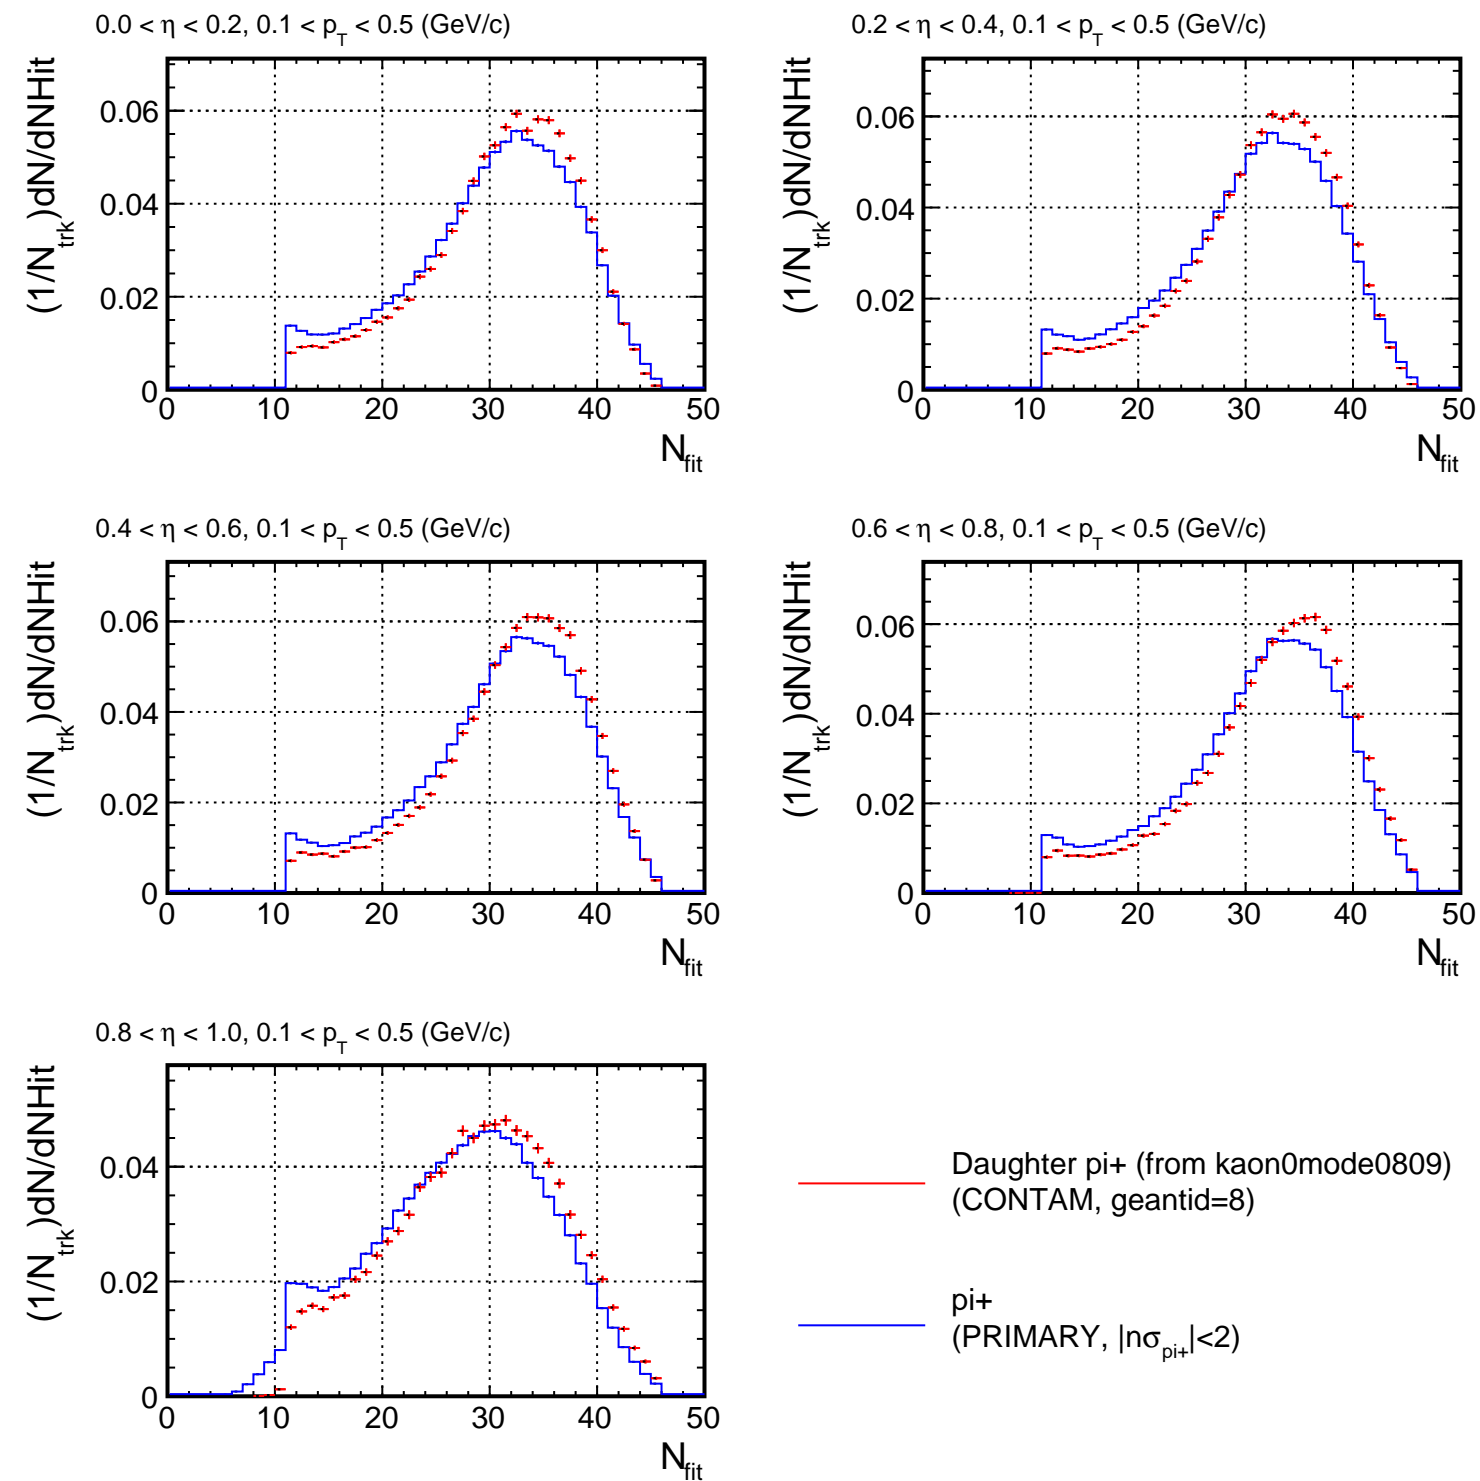 0.0 < η < 0.2, 0.1 < p_T < 0.5 (GeV/c)
(1/N_trk)dN/dNHit
0.06
0.04
0.02
0
0 10 20 30 40 50
N_fit
0.2 < η < 0.4, 0.1 < p_T < 0.5 (GeV/c)
(1/N_trk)dN/dNHit
0.06
0.04
0.02
0
0 10 20 30 40 50
N_fit
0.4 < η < 0.6, 0.1 < p_T < 0.5 (GeV/c)
(1/N_trk)dN/dNHit
0.06
0.04
0.02
0
0 10 20 30 40 50
N_fit
0.6 < η < 0.8, 0.1 < p_T < 0.5 (GeV/c)
(1/N_trk)dN/dNHit
0.06
0.04
0.02
0
0 10 20 30 40 50
N_fit
0.8 < η < 1.0, 0.1 < p_T < 0.5 (GeV/c)
(1/N_trk)dN/dNHit
0.04
0.02
0
0 10 20 30 40 50
N_fit
Daughter pi+ (from kaon0mode0809)
(CONTAM, geantid=8)
pi+
(PRIMARY, |nσ_pi+|<2)